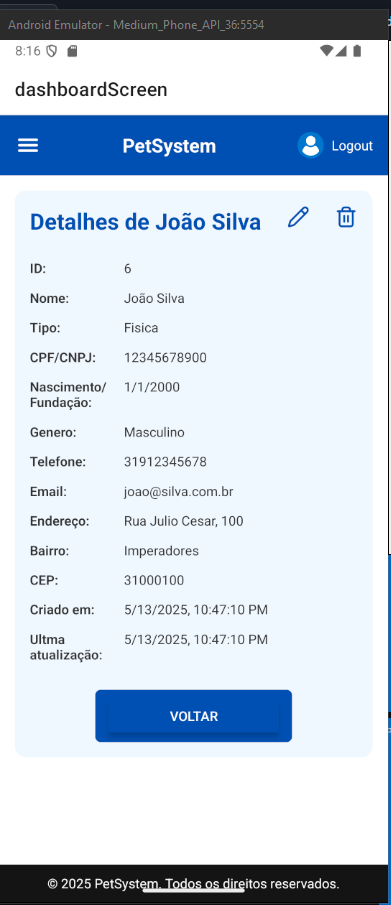 Android Emulator - Medium_Phone_API_36:5554
8:16
dashboardScreen
PetSystem
Logout
Detalhes de João Silva
ID: 6
Nome: João Silva
Tipo: Fisica
CPF/CNPJ: 12345678900
Nascimento/ 1/1/2000
Fundação:
Genero: Masculino
Telefone: 31912345678
Email: joao@silva.com.br
Endereço: Rua Julio Cesar, 100
Bairro: Imperadores
CEP: 31000100
Criado em: 5/13/2025, 10:47:10 PM
Ultma 5/13/2025, 10:47:10 PM
atualização:
VOLTAR
© 2025 PetSystem. Todos os direitos reservados.